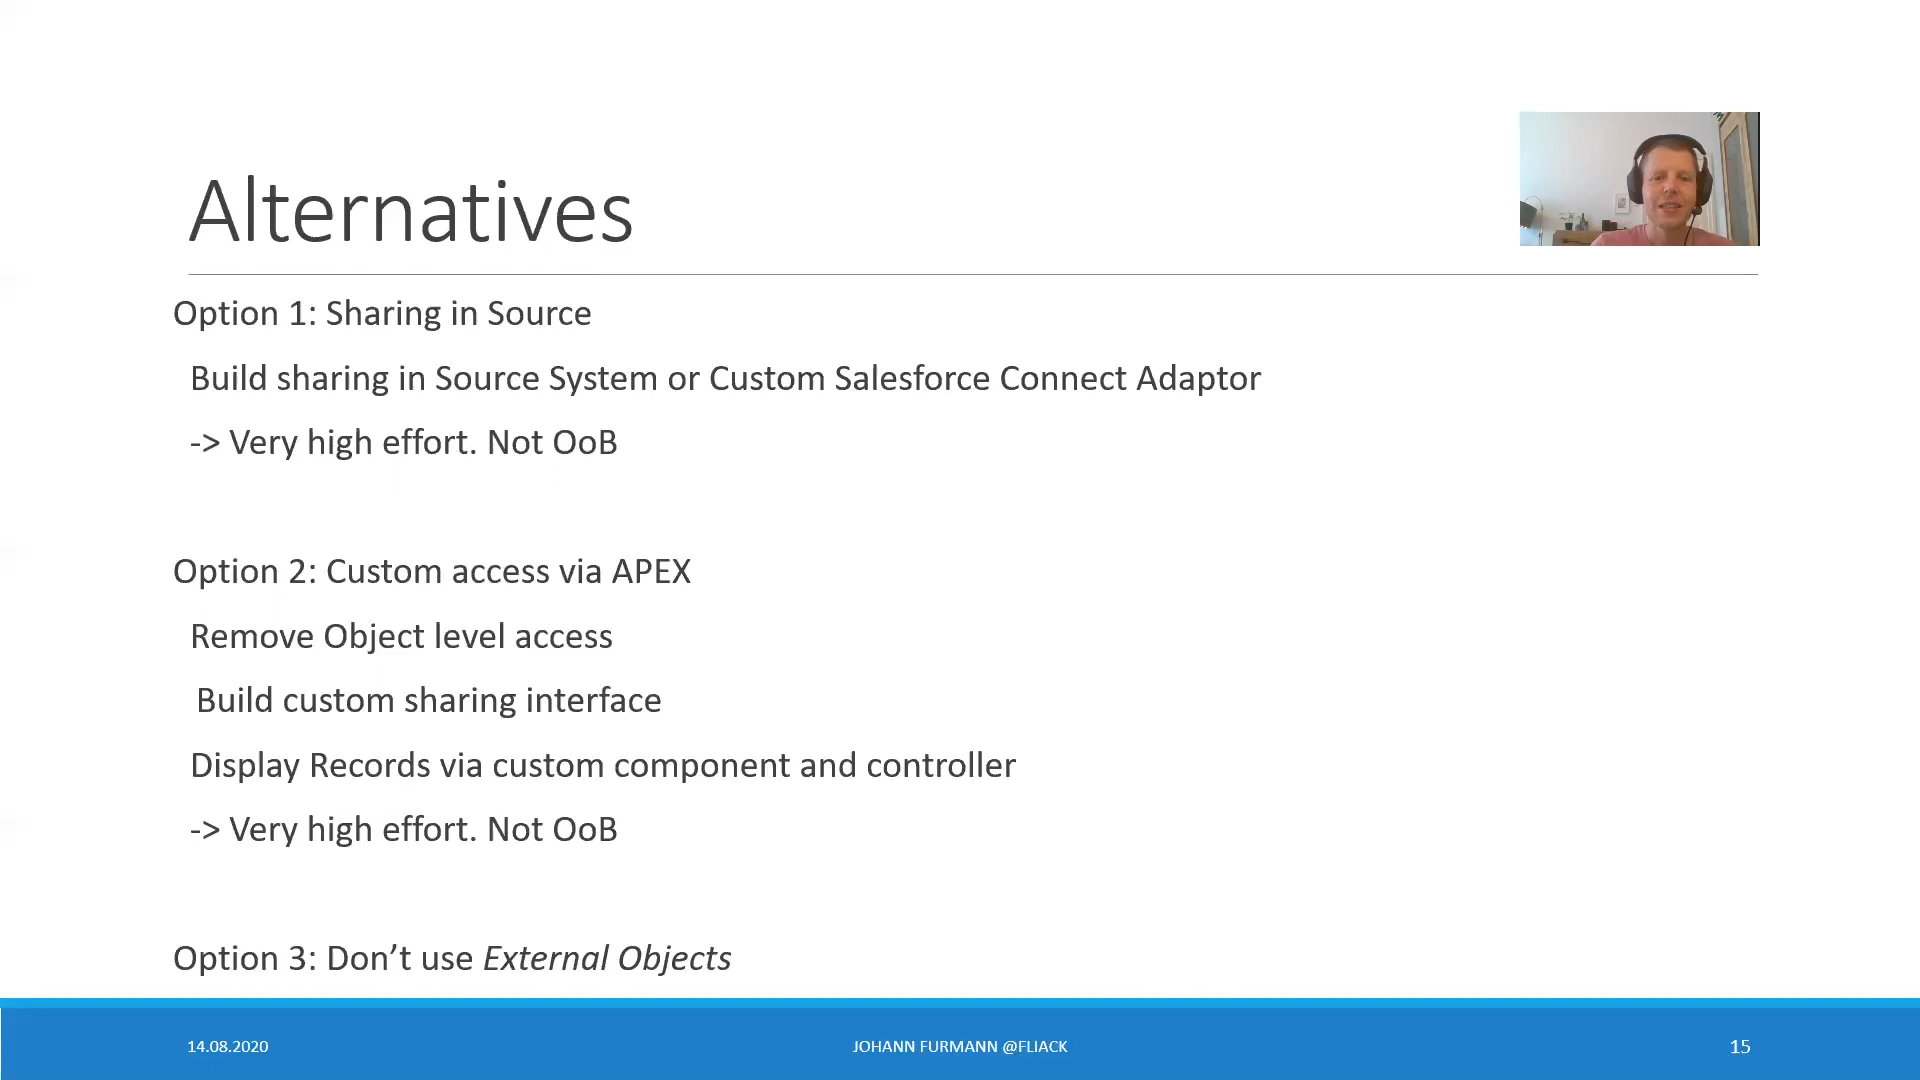 Alternatives
Option 1: Sharing in Source
Build sharing in Source System or Custom Salesforce Connect Adaptor
-> Very high effort. Not OoB
Option 2: Custom access via APEX
Remove Object level access
Build custom sharing interface
Display Records via custom component and controller
-> Very high effort. Not OoB
Option 3: Don’t use External Objects
14.08.2020
JOHANN FURMANN @FLIACK
15